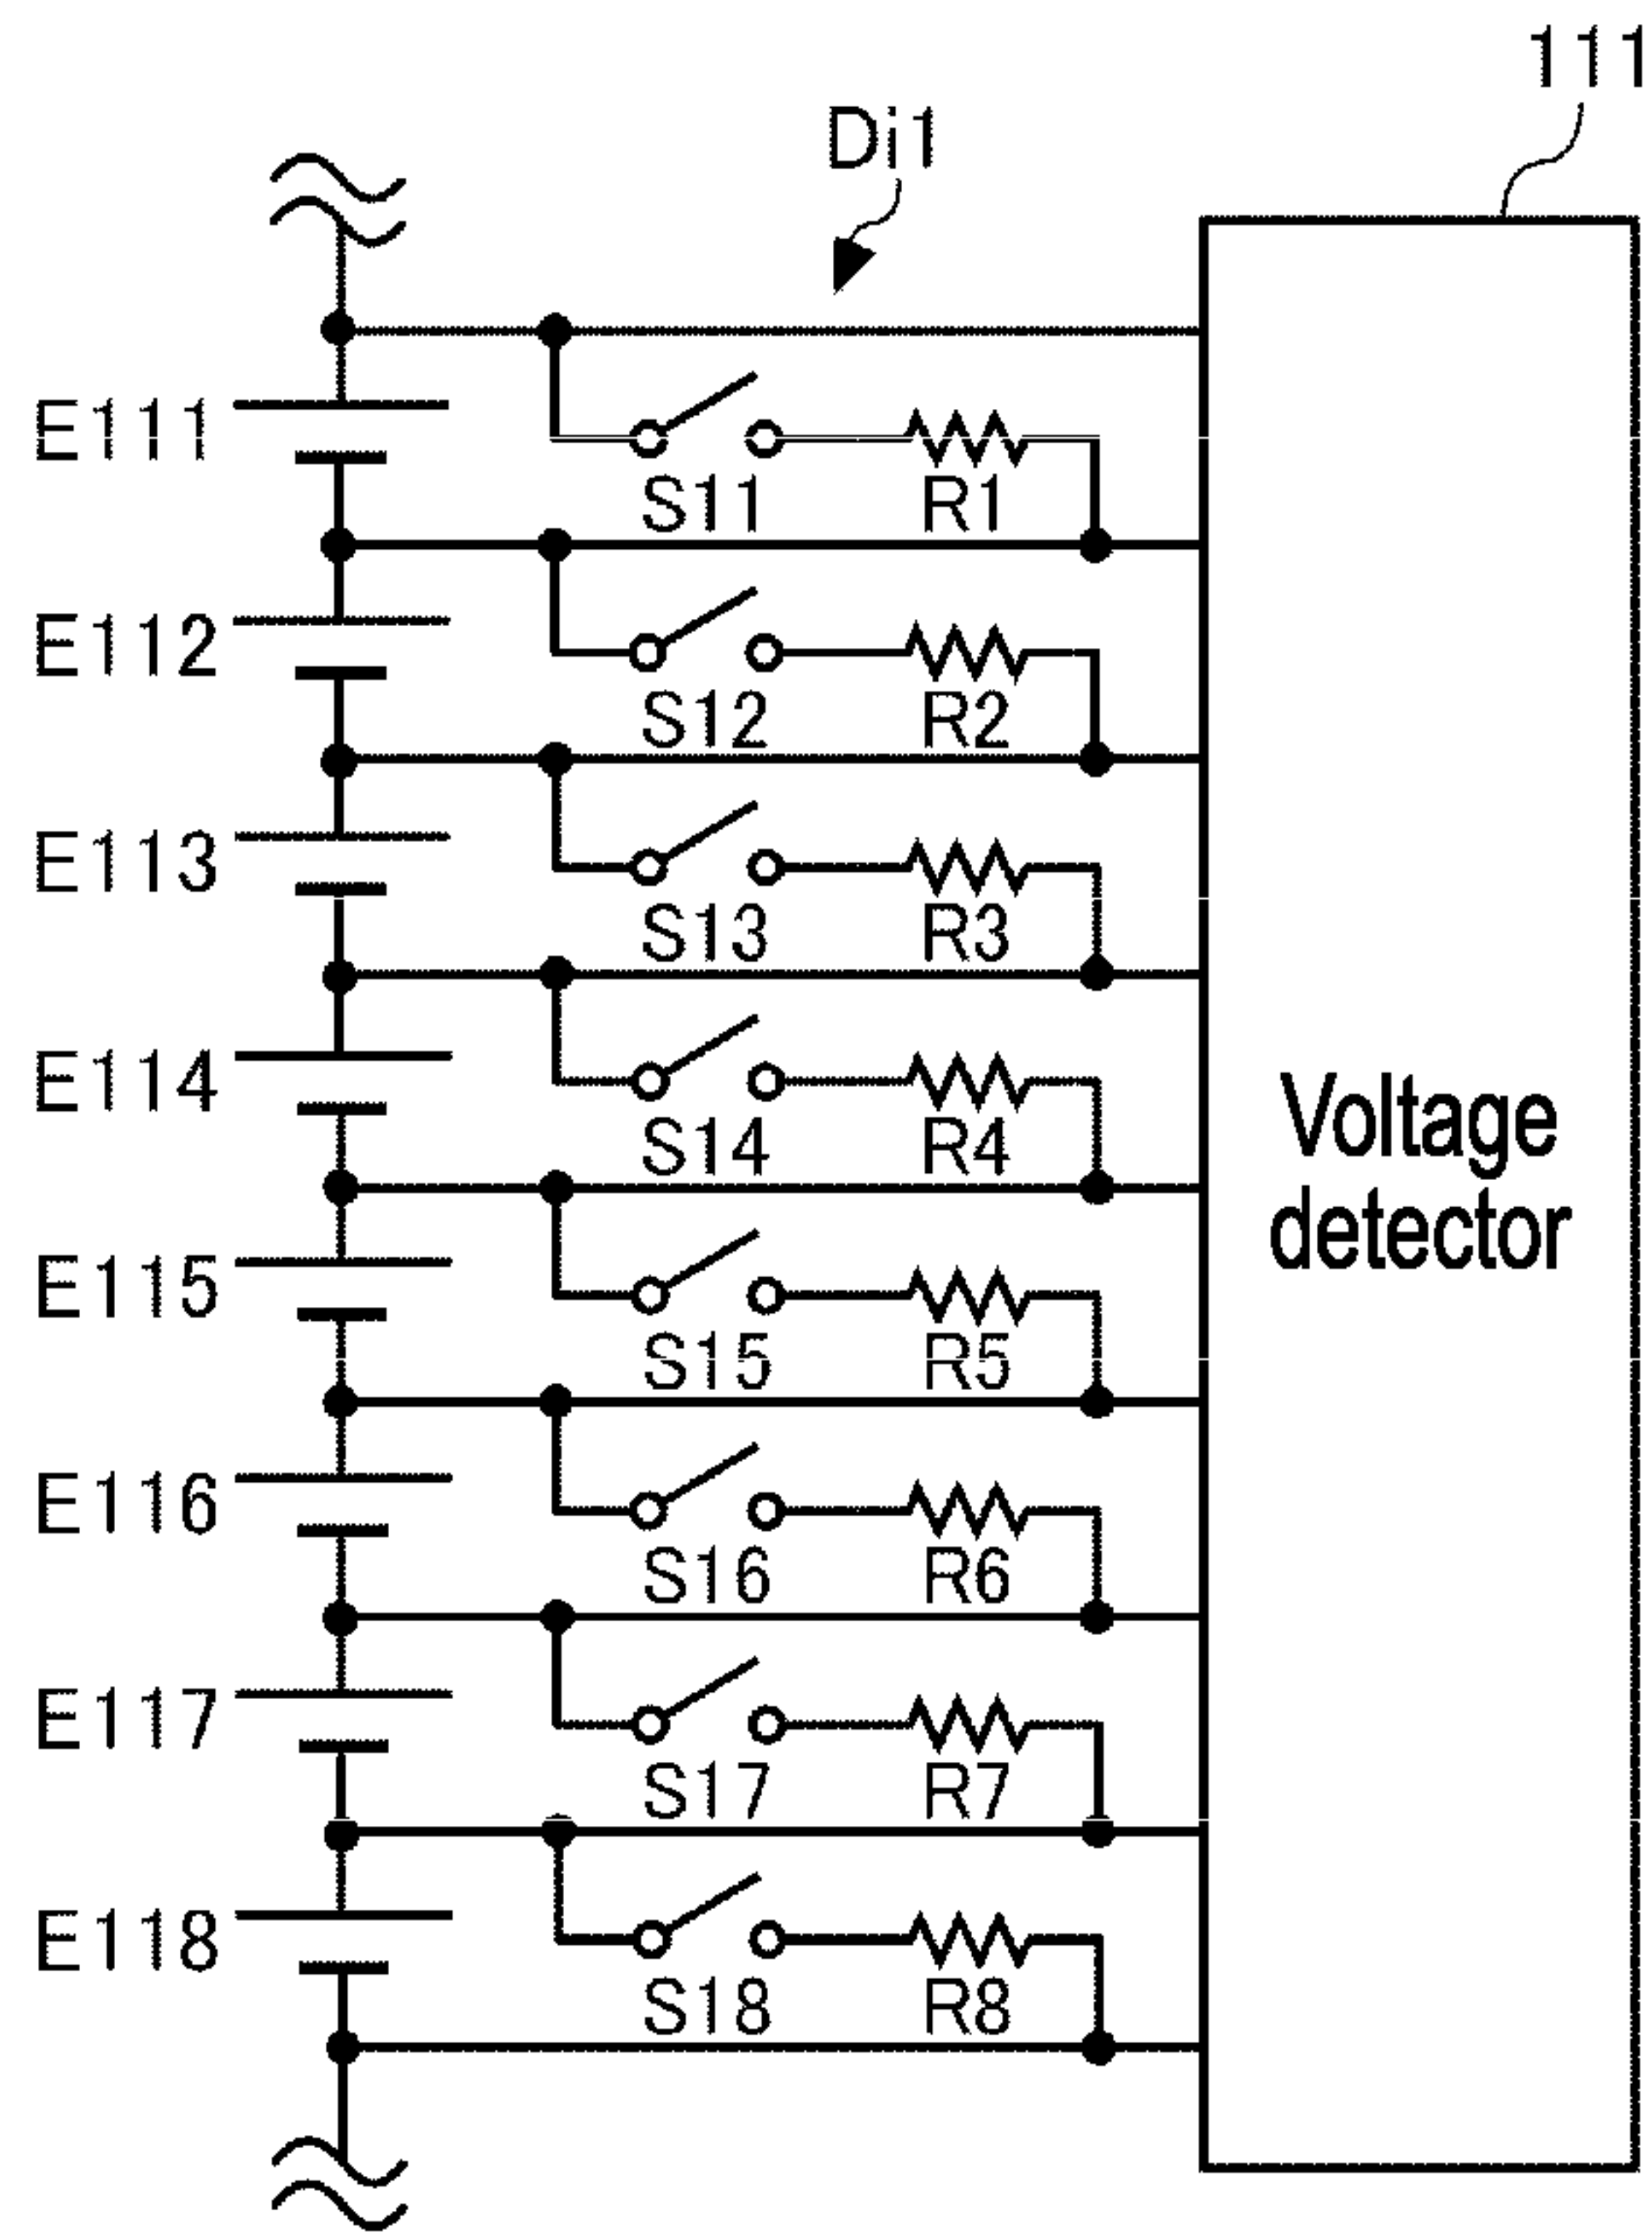 111
Di1
E111
S11 R1
E112
S12 R2
E113
S13 R3
E114
S14 R4
Voltage
detector
E115
S15 R5
E116
S16 R6
E117
S17 R7
E118
S18 R8